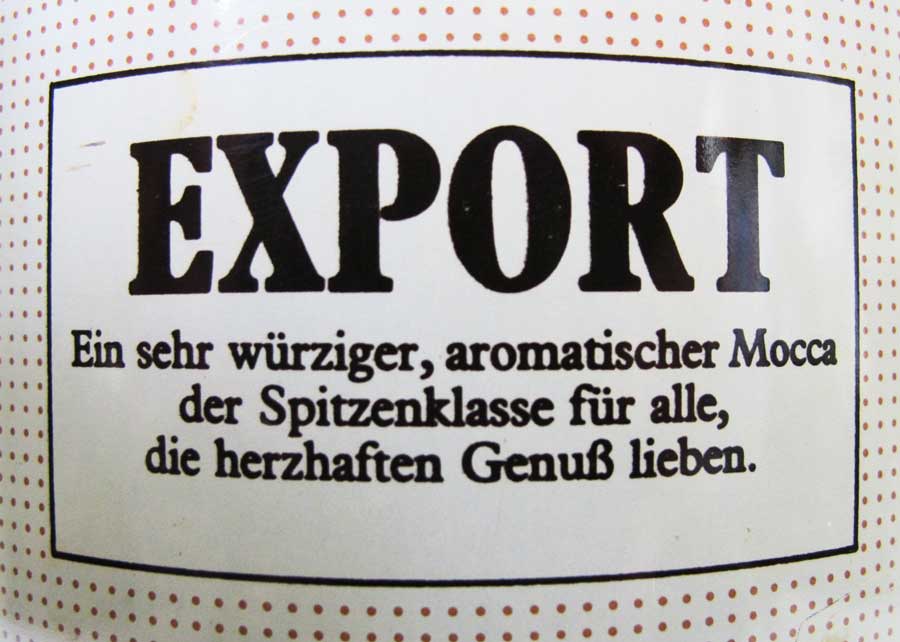 EXPORT
Ein sehr würziger, aromatischer Mocca
der Spitzenklasse für alle,
die herzhaften Genuß lieben.